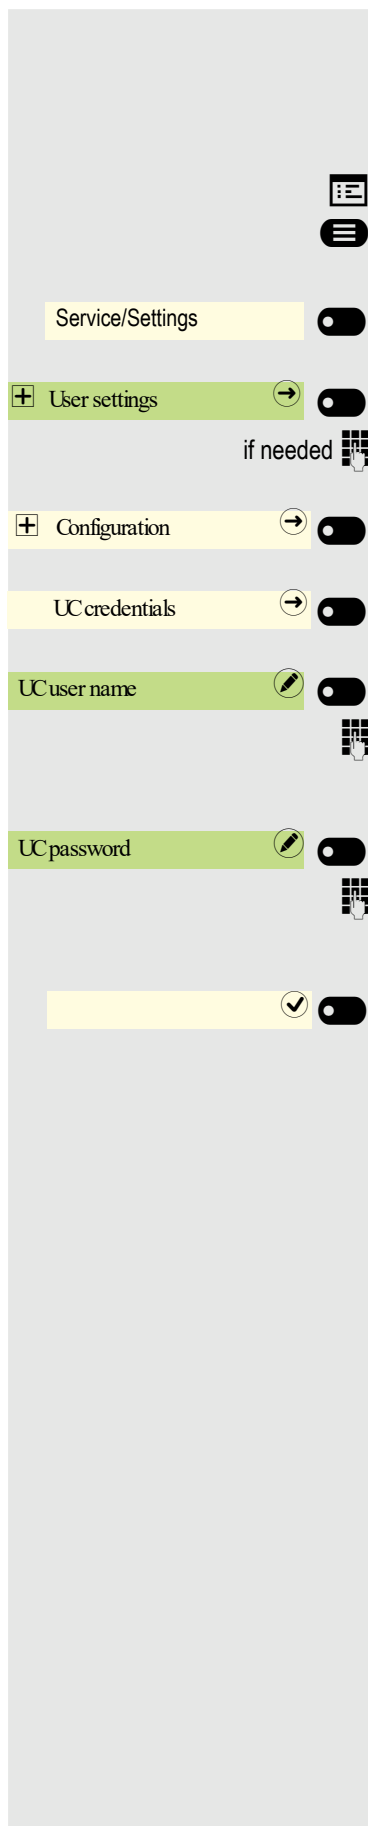 Service/Settings
User settings
if needed
Configuration
UC credentials
UC user name
UC password